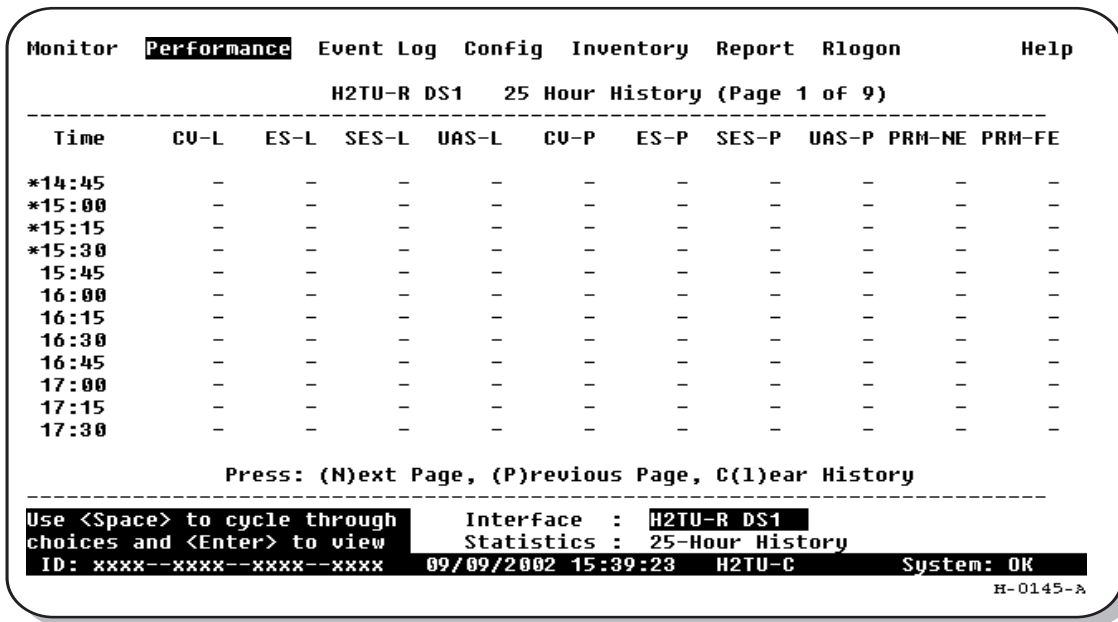 Monitor Performance Event Log Config Inventory Report Rlogon Help
H2TU-R DS1 25 Hour History (Page 1 of 9)
--------------------------------------------------------------------------------
Time CV-L ES-L SES-L UAS-L CV-P ES-P SES-P UAS-P PRM-NE PRM-FE
*14:45 - - - - - - - - - -
*15:00 - - - - - - - - - -
*15:15 - - - - - - - - - -
*15:30 - - - - - - - - - -
15:45 - - - - - - - - - -
16:00 - - - - - - - - - -
16:15 - - - - - - - - - -
16:30 - - - - - - - - - -
16:45 - - - - - - - - - -
17:00 - - - - - - - - - -
17:15 - - - - - - - - - -
17:30 - - - - - - - - - -
Press: (N)ext Page, (P)revious Page, C(l)ear History
--------------------------------------------------------------------------------
Use <Space> to cycle through Interface : H2TU-R DS1
choices and <Enter> to view Statistics : 25-Hour History
ID: xxxx--xxxx--xxxx--xxxx 09/09/2002 15:39:23 H2TU-C System: OK
H-0145-A